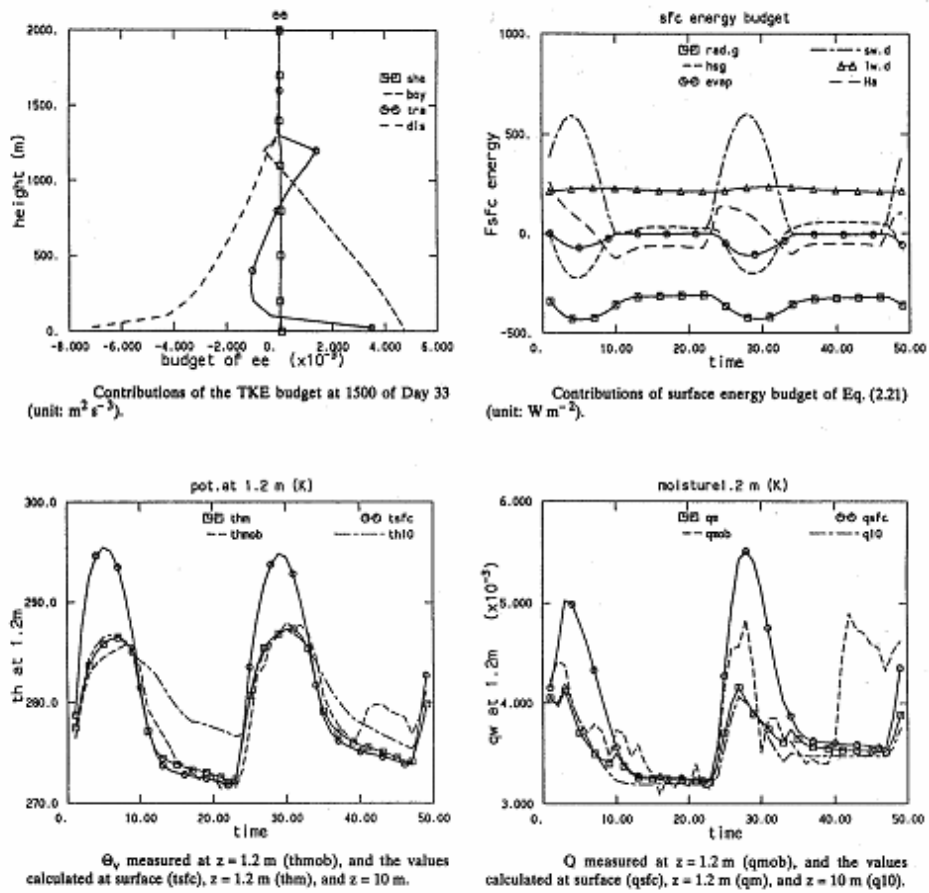 2000.
1500.
1000.
500.
0.
height (m)
sha
boy
tra
dis
-8.000 -6.000 -4.000 -2.000 0.000 2.000 4.000 6.000
budget of ee (x10⁻³)
Contributions of the TKE budget at 1500 of Day 33
(unit: m² s⁻³).
sfc energy budget
1000.
500.
0.
-500.
Fsfc energy
rad.g sw.d
hsg lw.d
evap Ha
0. 10.00 20.00 30.00 40.00 50.00
time
Contributions of surface energy budget of Eq. (2.21)
(unit: W m⁻²).
pot.at 1.2 m (K)
300.0
290.0
280.0
270.0
th at 1.2m
thm tsfc
thmob th10
0. 10.00 20.00 30.00 40.00 50.00
time
Θᵥ measured at z = 1.2 m (thmob), and the values
calculated at surface (tsfc), z = 1.2 m (thm), and z = 10 m.
moisture1.2 m (K)
6.000
5.000
4.000
3.000
qw at 1.2m (x10⁻³)
qm qsfc
qmob q10
0. 10.00 20.00 30.00 40.00 50.00
time
Q measured at z = 1.2 m (qmob), and the values
calculated at surface (qsfc), z = 1.2 m (qm), and z = 10 m (q10).